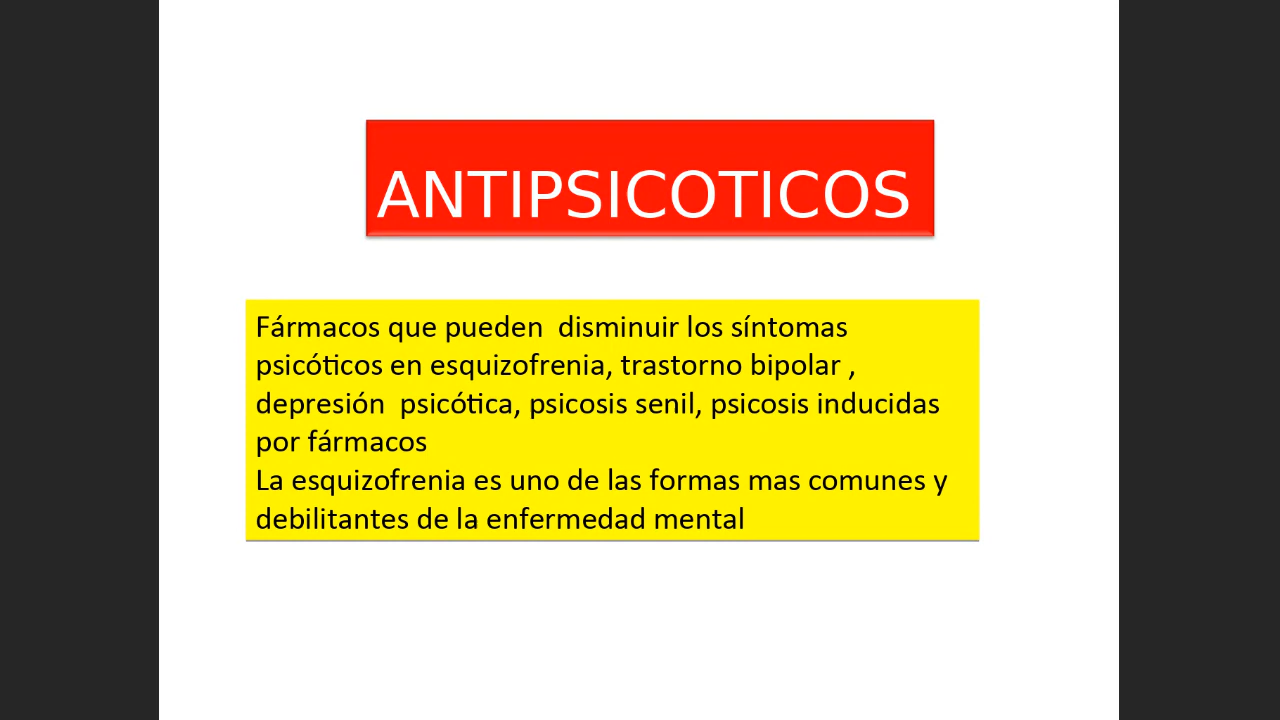 ANTIPSICOTICOS
Fármacos que pueden  disminuir los síntomas
psicóticos en esquizofrenia, trastorno bipolar ,
depresión  psicótica, psicosis senil, psicosis inducidas
por fármacos
La esquizofrenia es uno de las formas mas comunes y
debilitantes de la enfermedad mental